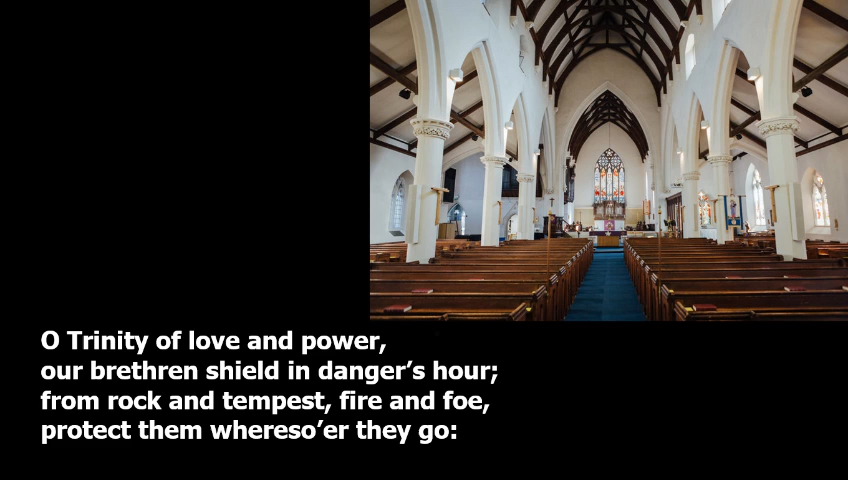 O Trinity of love and power,
our brethren shield in danger’s hour;
from rock and tempest, fire and foe,
protect them whereso’er they go: